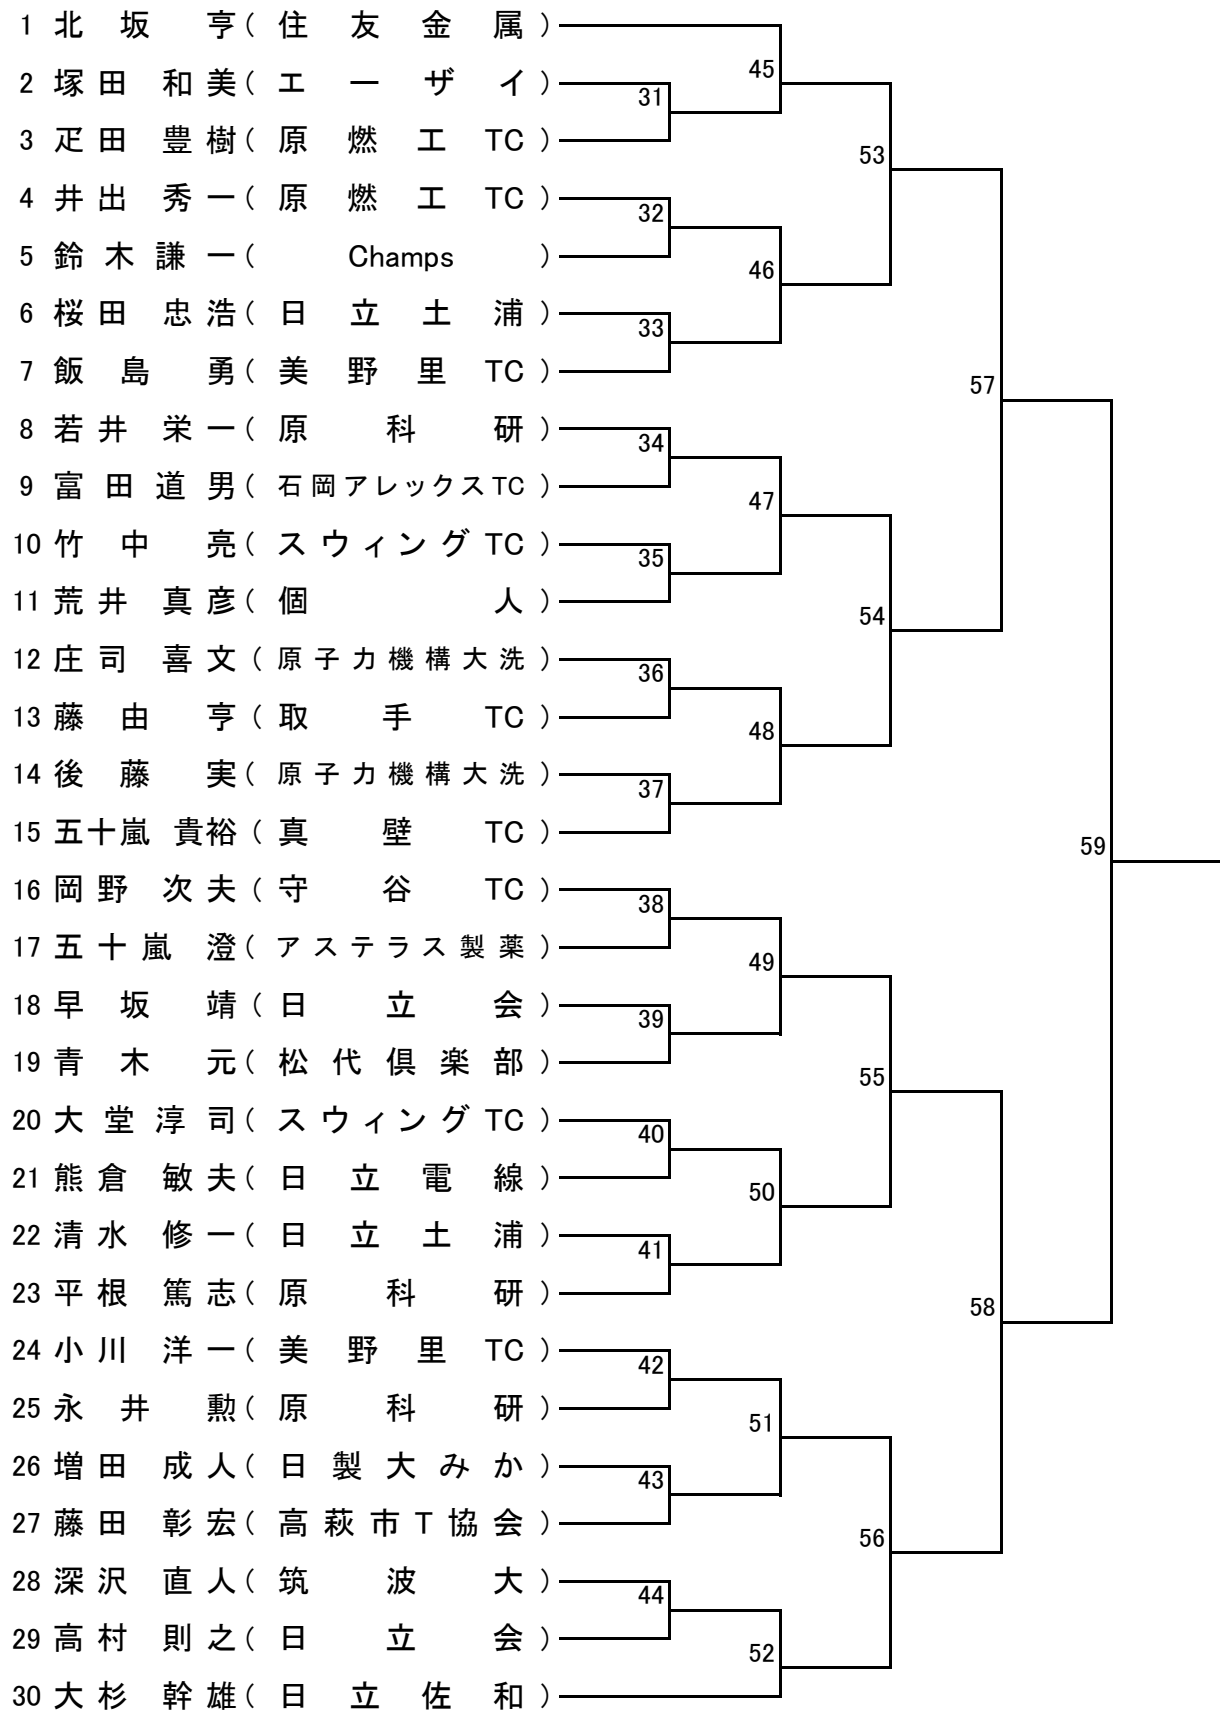 1 北坂 亨 (住友金属)
45
2 塚田 和美 (エーザイ)
31
3 疋田 豊樹 (原燃工TC)
53
4 井出 秀一 (原燃工TC)
32
5 鈴木謙一 (Champs)
46
6 桜田 忠浩 (日立土浦)
33
7 飯島 勇 (美野里TC)
57
8 若井 栄一 (原科研)
34
9 富田道男 (石岡アレックスTC)
47
10 竹中 亮 (スウィングTC)
35
11 荒井 真彦 (個人)
54
12 庄司 喜文 (原子力機構大洗)
36
13 藤由 亨 (取手TC)
48
14 後藤 実 (原子力機構大洗)
37
15 五十嵐 貴裕 (真壁TC)
59
16 岡野 次夫 (守谷TC)
38
17 五十嵐 澄 (アステラス製薬)
49
18 早坂 靖 (日立会)
39
19 青木 元 (松代倶楽部)
55
20 大堂淳司 (スウィングTC)
40
21 熊倉 敏夫 (日立電線)
50
22 清水 修一 (日立土浦)
41
23 平根 篤志 (原科研)
58
24 小川 洋一 (美野里TC)
42
25 永井 勲 (原科研)
51
26 増田 成人 (日製大みか)
43
27 藤田 彰宏 (高萩市T協会)
56
28 深沢 直人 (筑波大)
44
29 高村 則之 (日立会)
52
30 大杉 幹雄 (日立佐和)